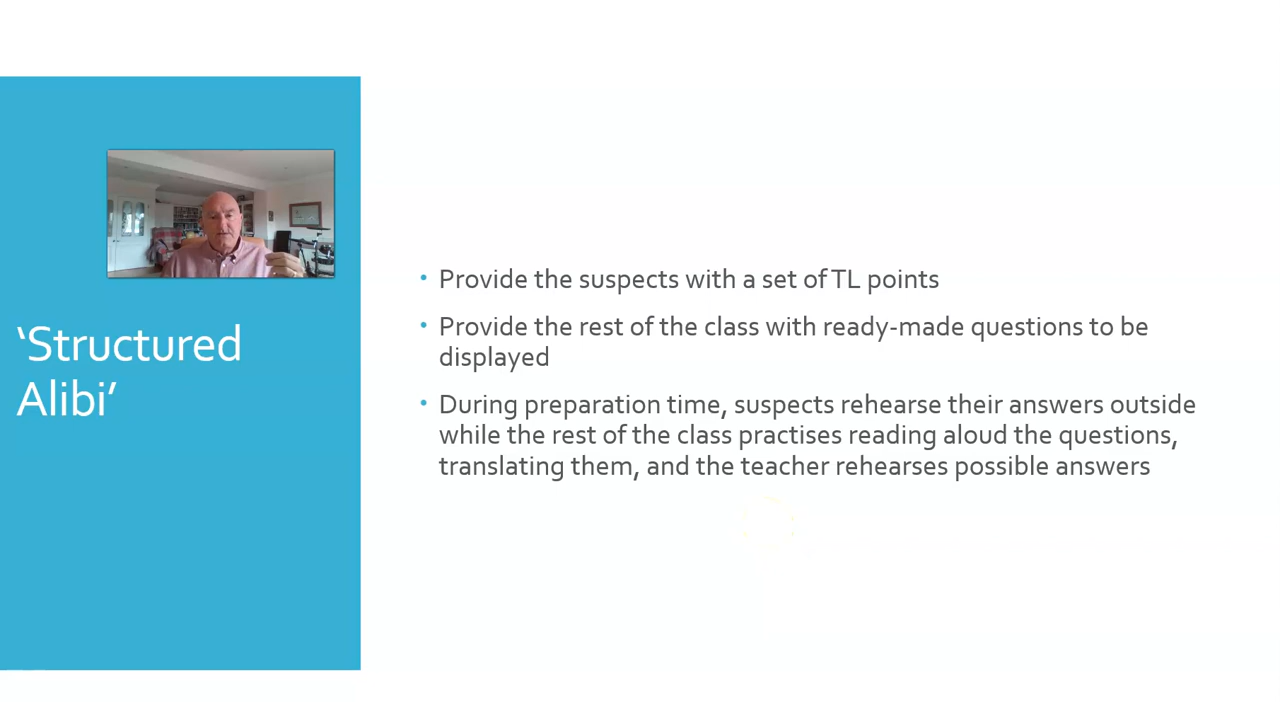 ‘Structured
Alibi’
• Provide the suspects with a set of TL points
• Provide the rest of the class with ready-made questions to be
displayed
• During preparation time, suspects rehearse their answers outside
while the rest of the class practises reading aloud the questions,
translating them, and the teacher rehearses possible answers